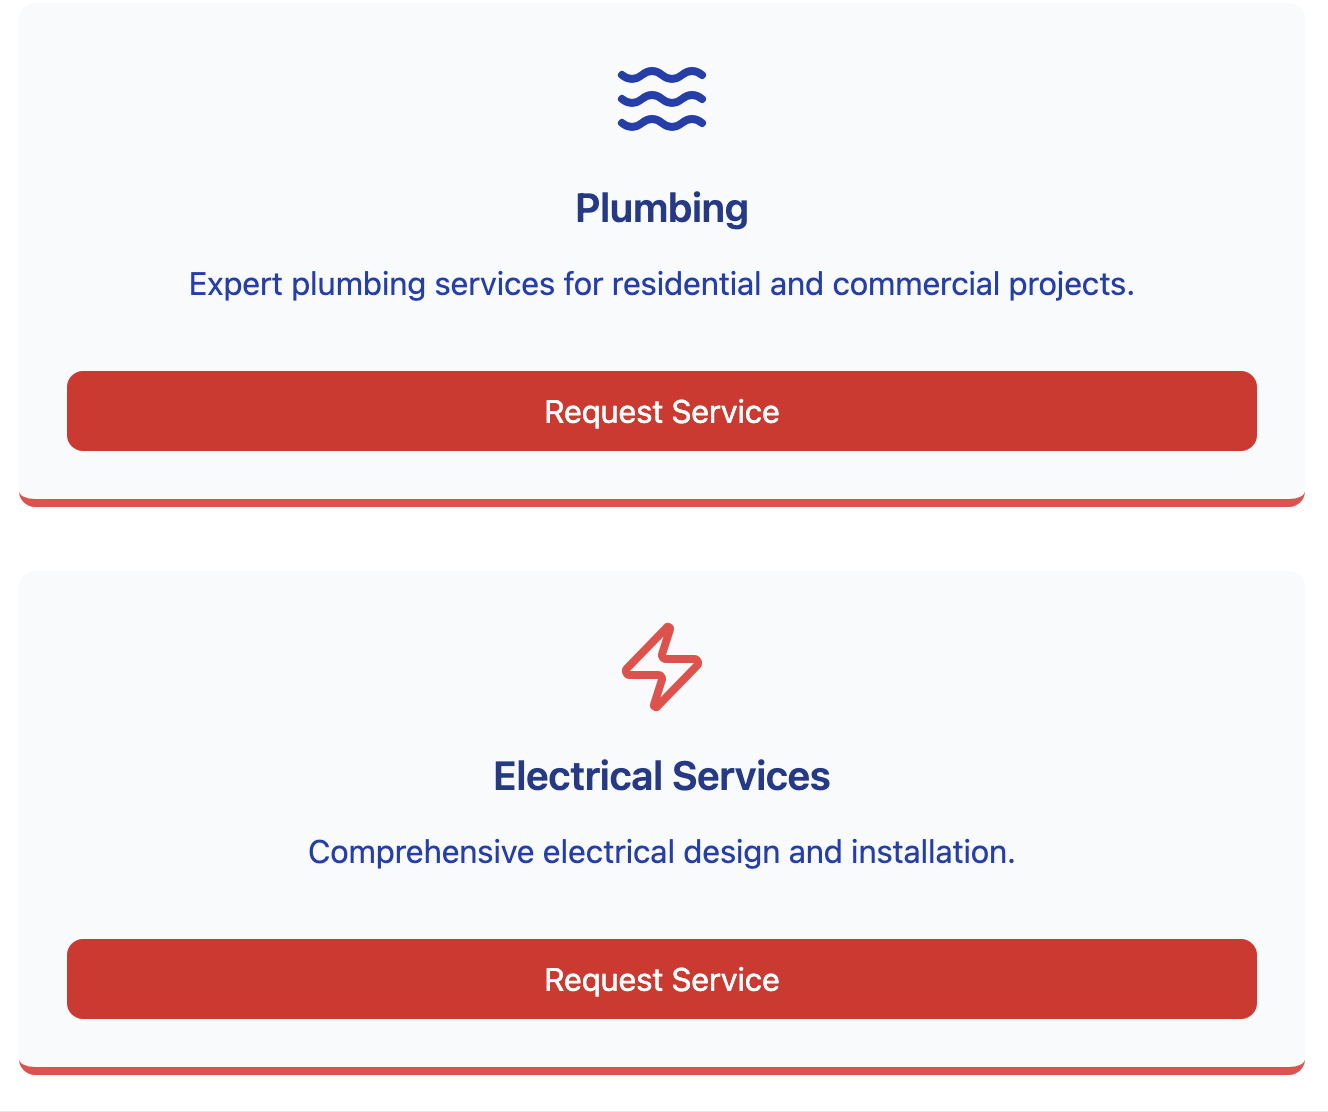 Plumbing
Expert plumbing services for residential and commercial projects.
Request Service
Electrical Services
Comprehensive electrical design and installation.
Request Service